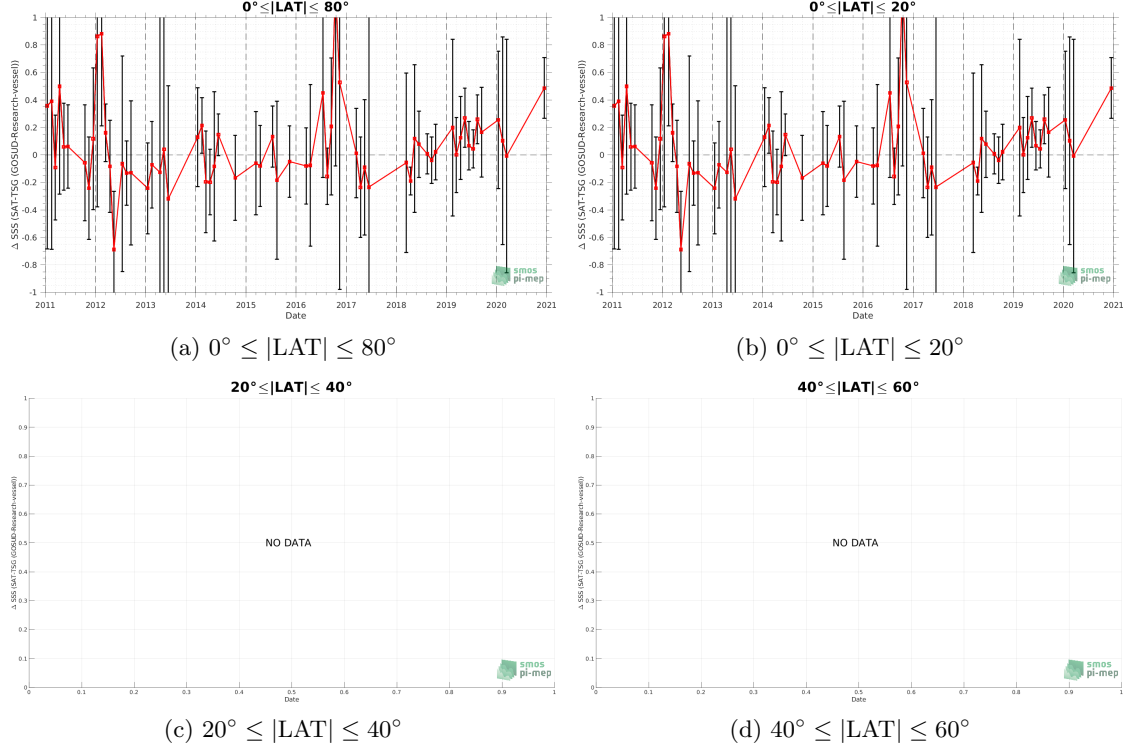 0°≤|LAT|≤ 80°
Δ SSS (SAT-TSG (GOSUD-Research-vessel))
1
0.8
0.6
0.4
0.2
0
-0.2
-0.4
-0.6
-0.8
-1
2011 2012 2013 2014 2015 2016 2017 2018 2019 2020 2021
Date
smos
pi-mep
(a) 0° ≤ |LAT| ≤ 80°
0°≤|LAT|≤ 20°
Δ SSS (SAT-TSG (GOSUD-Research-vessel))
1
0.8
0.6
0.4
0.2
0
-0.2
-0.4
-0.6
-0.8
-1
2011 2012 2013 2014 2015 2016 2017 2018 2019 2020 2021
Date
smos
pi-mep
(b) 0° ≤ |LAT| ≤ 20°
20°≤|LAT|≤ 40°
Δ SSS (SAT-TSG (GOSUD-Research-vessel))
1
0.9
0.8
0.7
0.6
0.5
0.4
0.3
0.2
0.1
0
NO DATA
0 0.1 0.2 0.3 0.4 0.5 0.6 0.7 0.8 0.9 1
Date
smos
pi-mep
(c) 20° ≤ |LAT| ≤ 40°
40°≤|LAT|≤ 60°
Δ SSS (SAT-TSG (GOSUD-Research-vessel))
1
0.9
0.8
0.7
0.6
0.5
0.4
0.3
0.2
0.1
0
NO DATA
0 0.1 0.2 0.3 0.4 0.5 0.6 0.7 0.8 0.9 1
Date
smos
pi-mep
(d) 40° ≤ |LAT| ≤ 60°